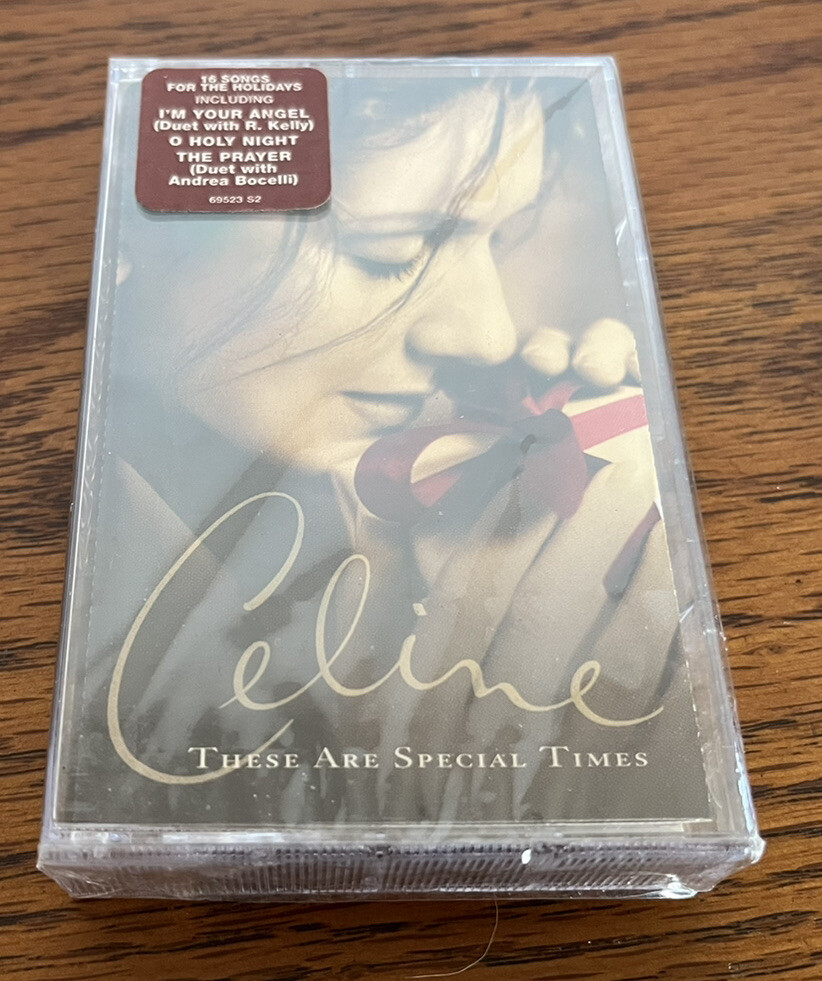 16 SONGS
FOR THE HOLIDAYS
INCLUDING
I'M YOUR ANGEL
(Duet with R. Kelly)
O HOLY NIGHT
THE PRAYER
(Duet with
Andrea Bocelli)
69523 S2
Celine
THESE ARE SPECIAL TIMES